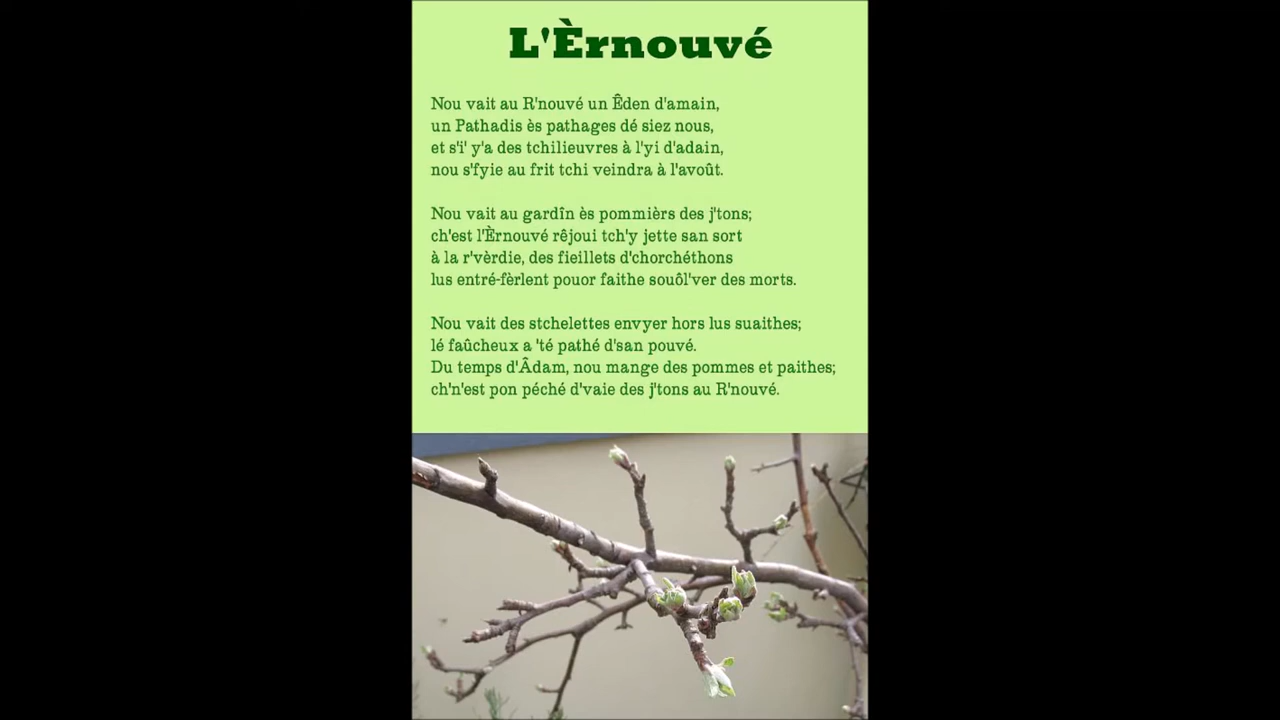 L'Èrnouvé
Nou vait au R'nouvé un Êden d'amain,
un Pathadis ès pathages dé siez nous,
et s'i' y'a des tchilieuvres à l'yi d'adain,
nou s'fyie au frit tchi veindra à l'avoût.
Nou vait au gardîn ès pommièrs des j'tons;
ch'est l'Èrnouvé rêjoui tch'y jette san sort
à la r'vèrdie, des fieillets d'chorchéthons
lus entré-fèrlent pouor faithe souôl'ver des morts.
Nou vait des stchelettes envyer hors lus suaithes;
lé faûcheux a 'té pathé d'san pouvé.
Du temps d'Âdam, nou mange des pommes et paithes;
ch'n'est pon péché d'vaie des j'tons au R'nouvé.